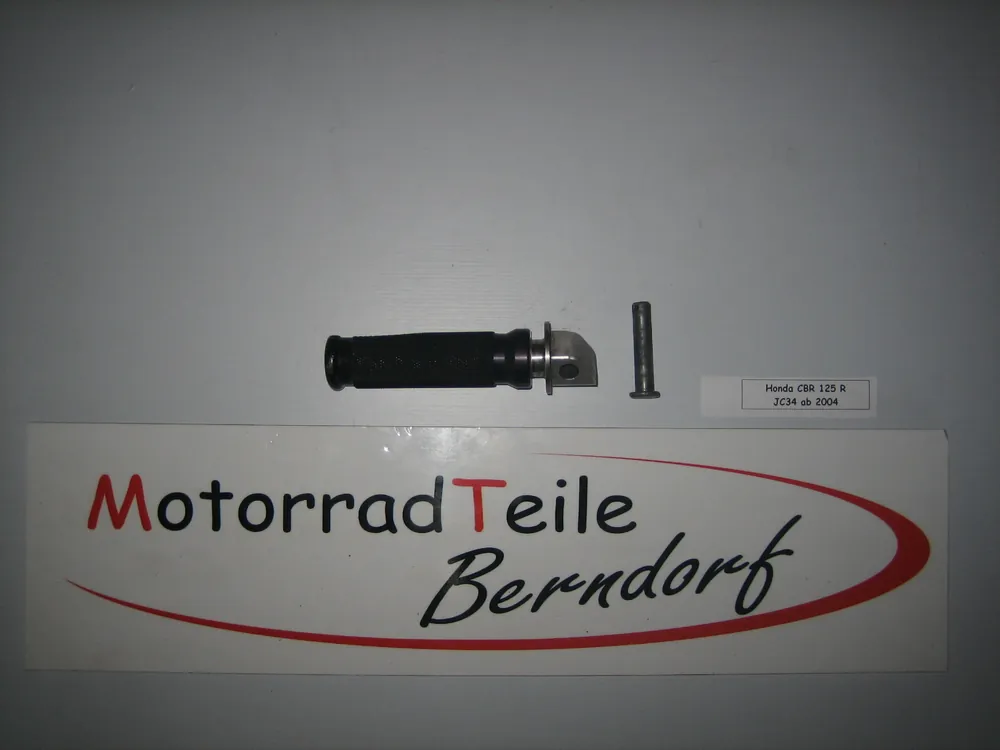 Honda CBR 125 R
JC34 ab 2004
MotorradTeile
Berndorf